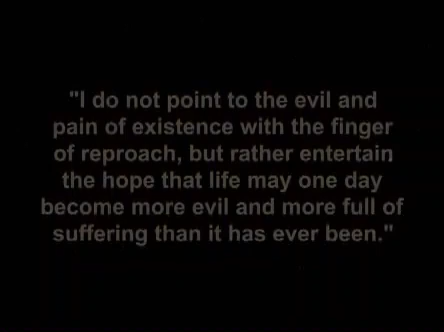 "I do not point to the evil and
pain of existence with the finger
of reproach, but rather entertain
the hope that life may one day
become more evil and more full of
suffering than it has ever been."